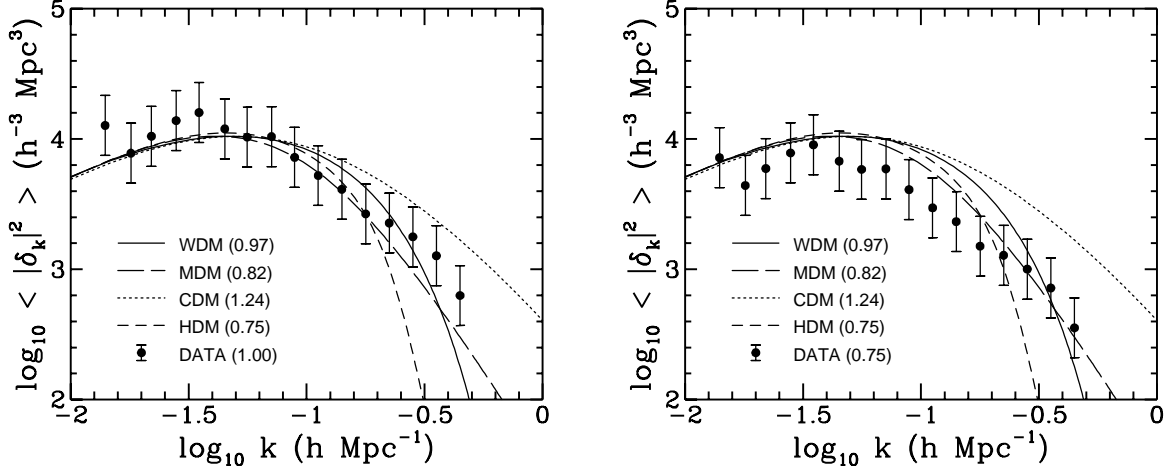 5
4
3
2
-2
-1.5
-1
-0.5
0
log₁₀ < |δₖ|² > (h⁻³ Mpc³)
log₁₀ k (h Mpc⁻¹)
WDM (0.97)
MDM (0.82)
CDM (1.24)
HDM (0.75)
DATA (1.00)
5
4
3
2
-2
-1.5
-1
-0.5
0
log₁₀ < |δₖ|² > (h⁻³ Mpc³)
log₁₀ k (h Mpc⁻¹)
WDM (0.97)
MDM (0.82)
CDM (1.24)
HDM (0.75)
DATA (0.75)